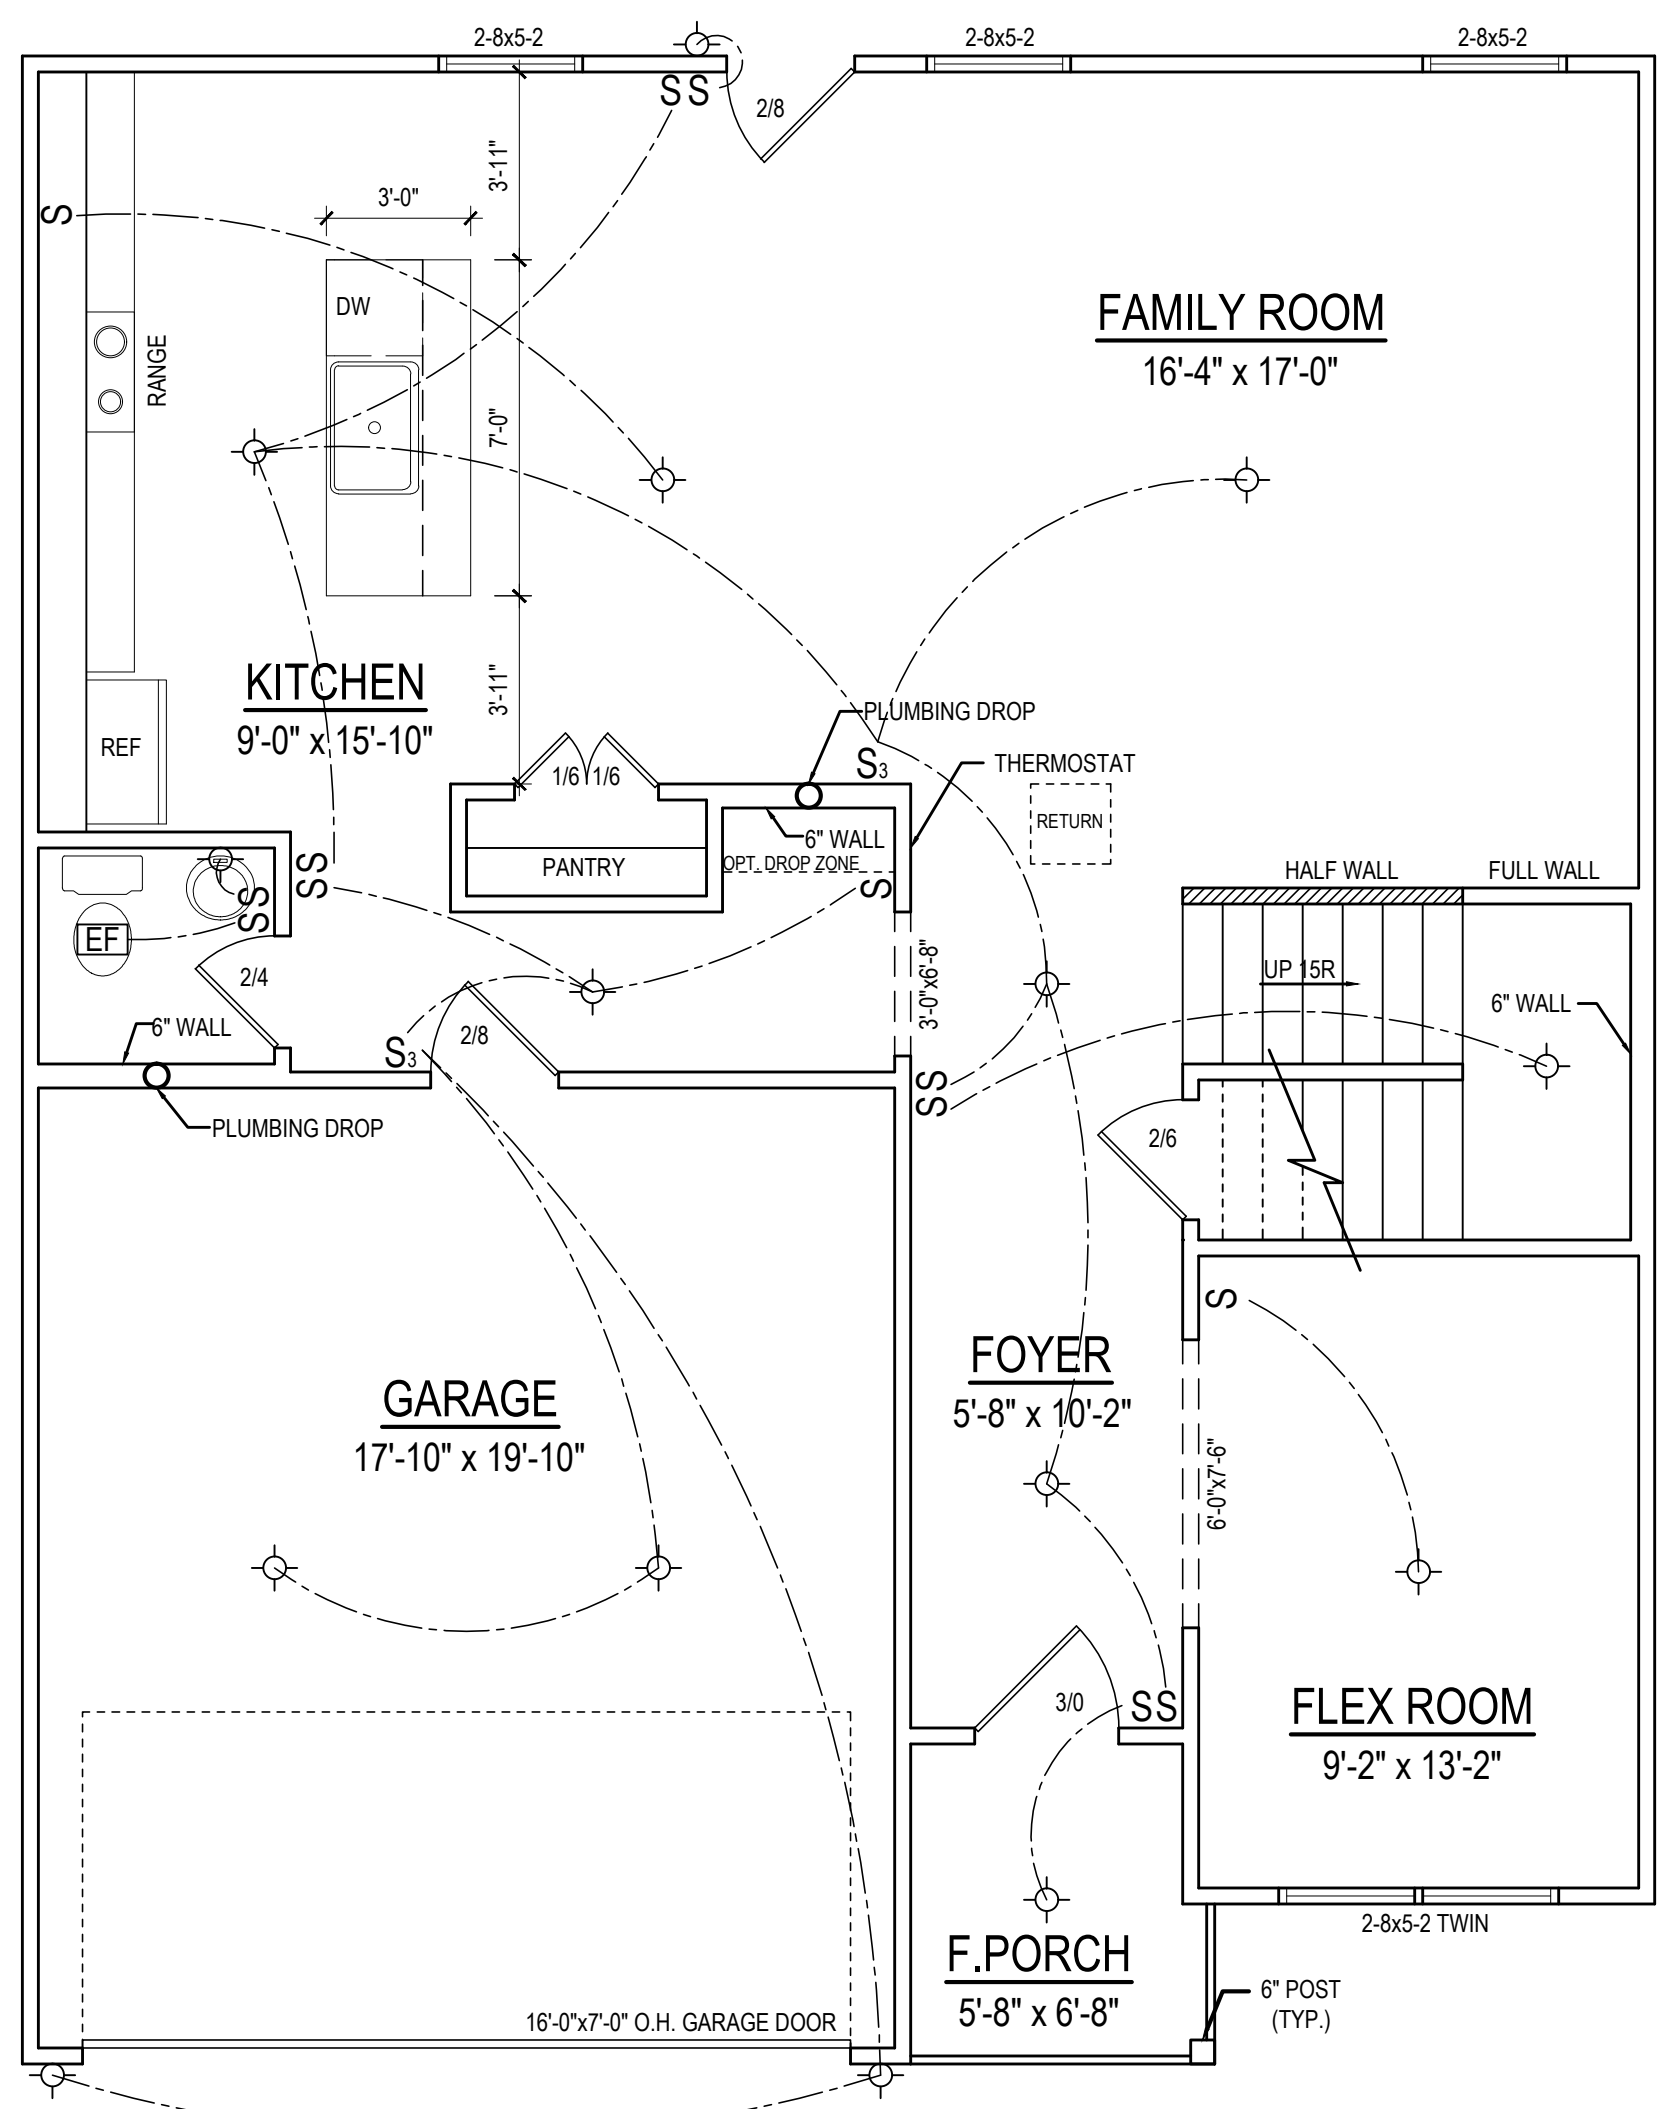 2-8x5-2
2-8x5-2
2-8x5-2
SS
2/8
3'-11"
3'-0"
S
DW
RANGE
7'-0"
FAMILY ROOM
16'-4" x 17'-0"
KITCHEN
9'-0" x 15'-10"
3'-11"
REF
PLUMBING DROP
1/6
1/6
S3
THERMOSTAT
RETURN
6" WALL
OPT. DROP ZONE
PANTRY
SS
S
HALF WALL
FULL WALL
SS
EF
2/4
3'-0"x6'-8"
UP 15R
6" WALL
6" WALL
S3
2/8
SS
PLUMBING DROP
2/6
S
FOYER
5'-8" x 10'-2"
GARAGE
17'-10" x 19'-10"
6'-0"x7'-6"
3/0
SS
FLEX ROOM
9'-2" x 13'-2"
2-8x5-2 TWIN
F.PORCH
5'-8" x 6'-8"
6" POST
(TYP.)
16'-0"x7'-0" O.H. GARAGE DOOR